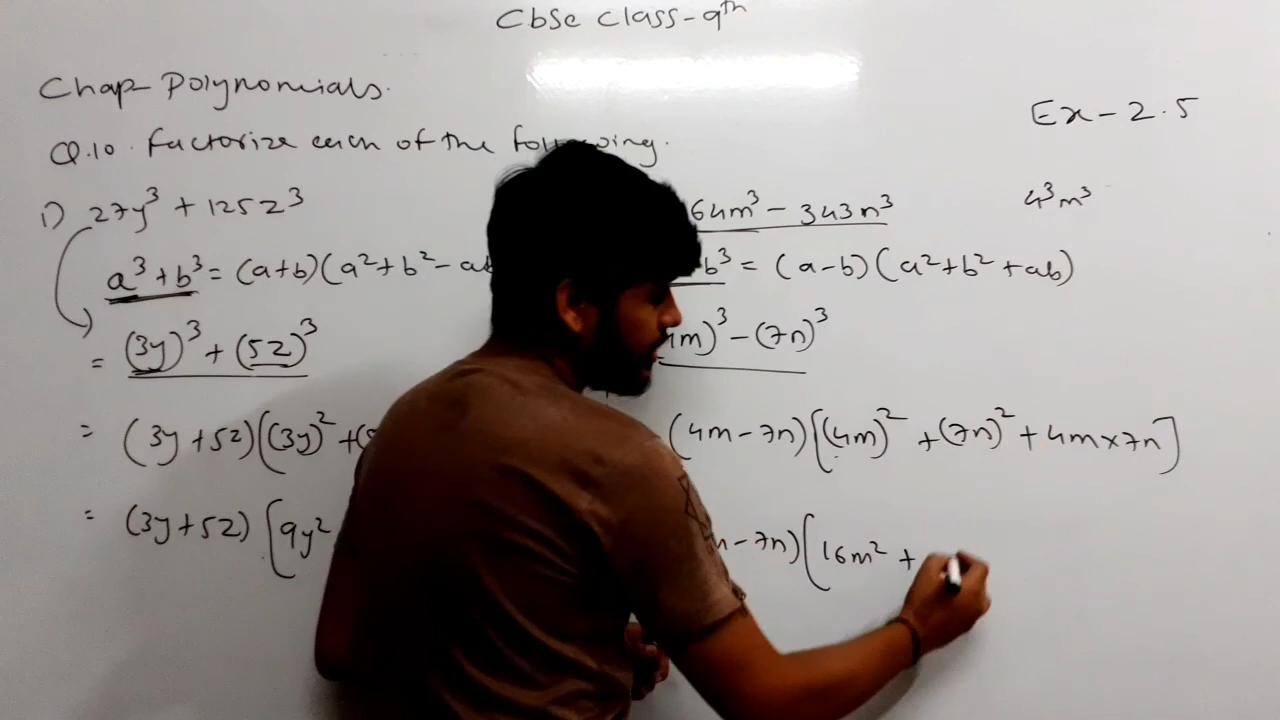 Cbse Class-9th
Chap Polynomials.
Ex-2.5
Q.10. Factorize each of the following.
1) 27y³ + 125z³
a³+b³ = (a+b)(a²+b²-ab
= (3y)³ + (5z)³
= (3y+5z)((3y)² +(
= (3y+5z) [9y²
64m³ - 343n³
4³m³
b³ = (a-b)(a²+b²+ab)
m)³ - (7n)³
(4m-7n)[(4m)² +(7n)² + 4m×7n]
- 7n)[16m² +